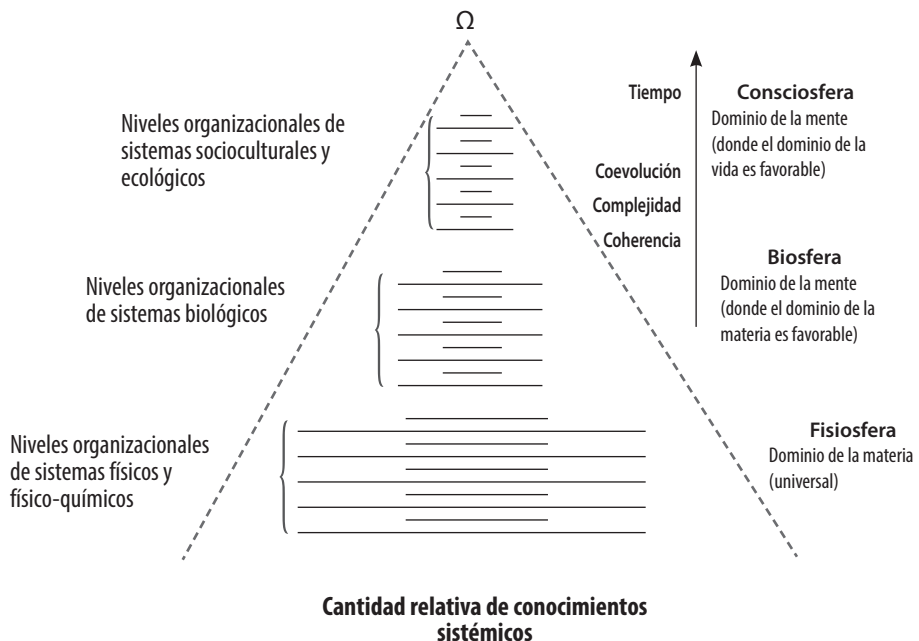 Ω
Niveles organizacionales de
sistemas socioculturales y
ecológicos
Niveles organizacionales
de sistemas biológicos
Niveles organizacionales
de sistemas físicos y
físico-químicos
Tiempo
Coevolución
Complejidad
Coherencia
Consciosfera
Dominio de la mente
(donde el dominio de la
vida es favorable)
Biosfera
Dominio de la mente
(donde el dominio de la
materia es favorable)
Fisiosfera
Dominio de la materia
(universal)
Cantidad relativa de conocimientos
sistémicos